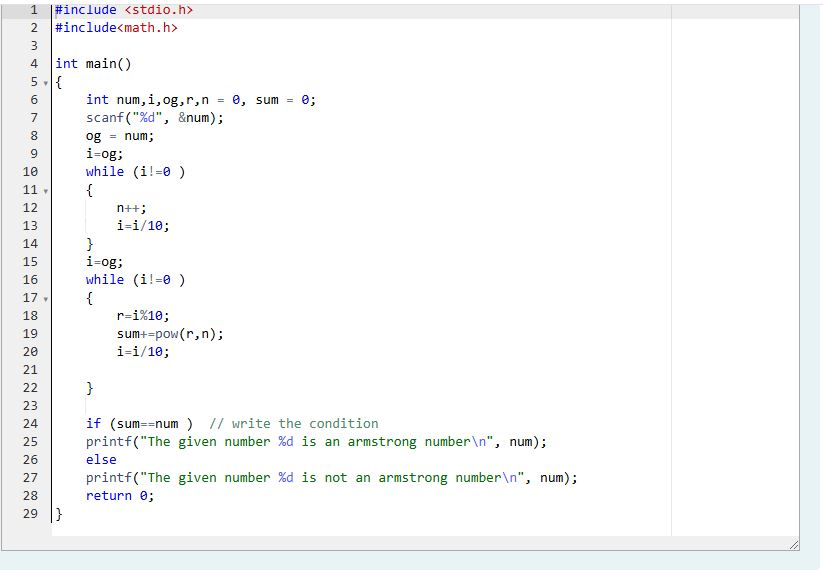 1 #include <stdio.h>
2 #include<math.h>
3
4 int main()
5 {
6 int num,i,og,r,n = 0, sum = 0;
7 scanf("%d", &num);
8 og = num;
9 i=og;
10 while (i!=0 )
11 {
12 n++;
13 i=i/10;
14 }
15 i=og;
16 while (i!=0 )
17 {
18 r=i%10;
19 sum+=pow(r,n);
20 i=i/10;
21
22 }
23
24 if (sum==num ) // write the condition
25 printf("The given number %d is an armstrong number\n", num);
26 else
27 printf("The given number %d is not an armstrong number\n", num);
28 return 0;
29 }